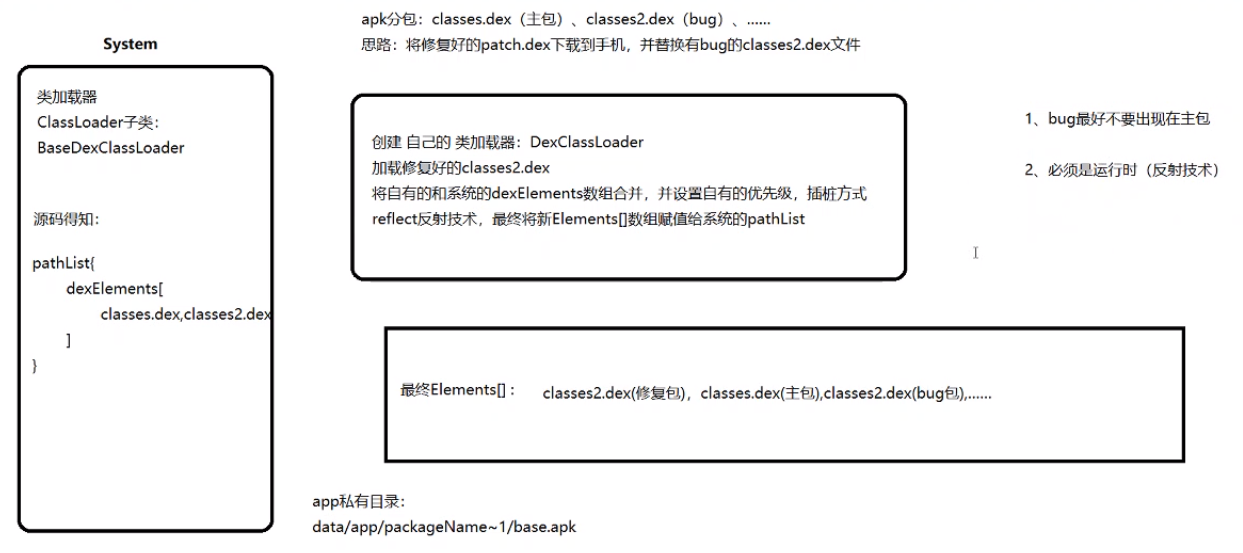 apk分包：classes.dex（主包）、classes2.dex（bug）、......
思路：将修复好的patch.dex下载到手机，并替换有bug的classes2.dex文件
System
类加载器
ClassLoader子类：
BaseDexClassLoader
源码得知：
pathList{
dexElements[
classes.dex,classes2.dex
]
}
创建 自己的 类加载器：DexClassLoader
加载修复好的classes2.dex
将自有的和系统的dexElements数组合并，并设置自有的优先级，插桩方式
reflect反射技术，最终将新Elements[]数组赋值给系统的pathList
1、bug最好不要出现在主包
2、必须是运行时（反射技术）
最终Elements[]： classes2.dex(修复包)，classes.dex(主包),classes2.dex(bug包),......
app私有目录：
data/app/packageName~1/base.apk